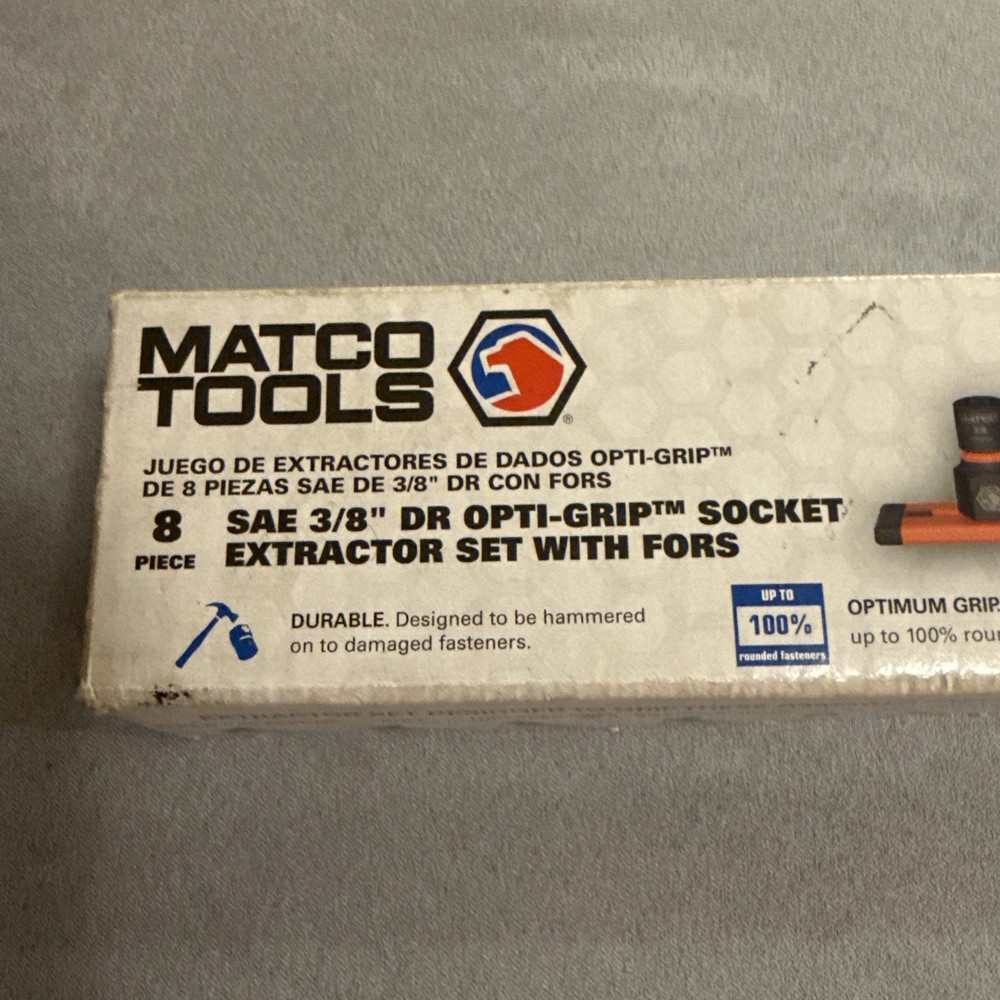 MATCO
TOOLS
®
JUEGO DE EXTRACTORES DE DADOS OPTI-GRIP™
DE 8 PIEZAS SAE DE 3/8" DR CON FORS
8
PIECE
SAE 3/8" DR OPTI-GRIP™ SOCKET
EXTRACTOR SET WITH FORS
DURABLE. Designed to be hammered
on to damaged fasteners.
UP TO
100%
rounded fasteners
OPTIMUM GRIP.
up to 100% rou